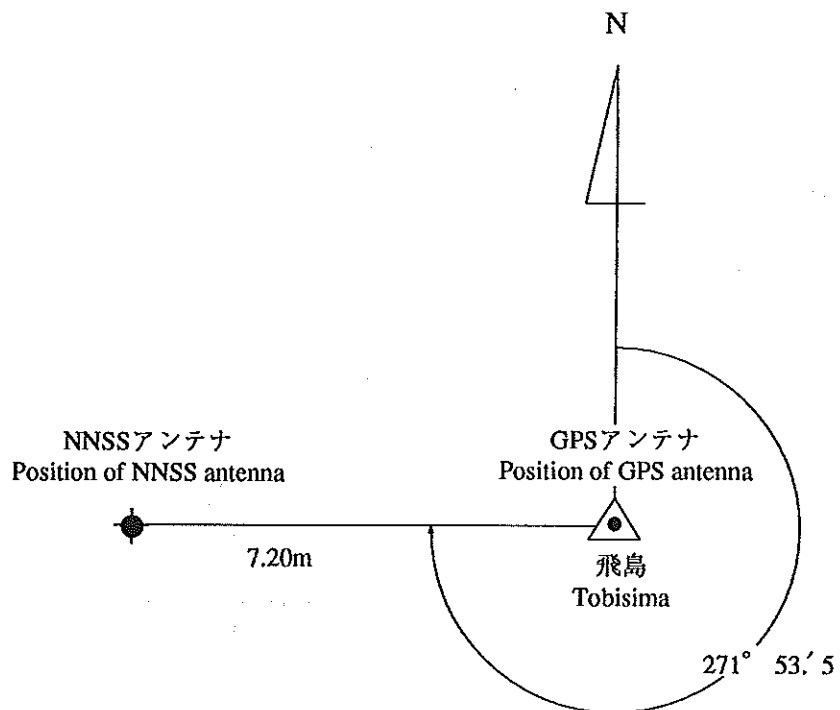 N
NNSSアンテナ
Position of NNSS antenna
GPSアンテナ
Position of GPS antenna
7.20m
飛島
Tobisima
271° 53.′5